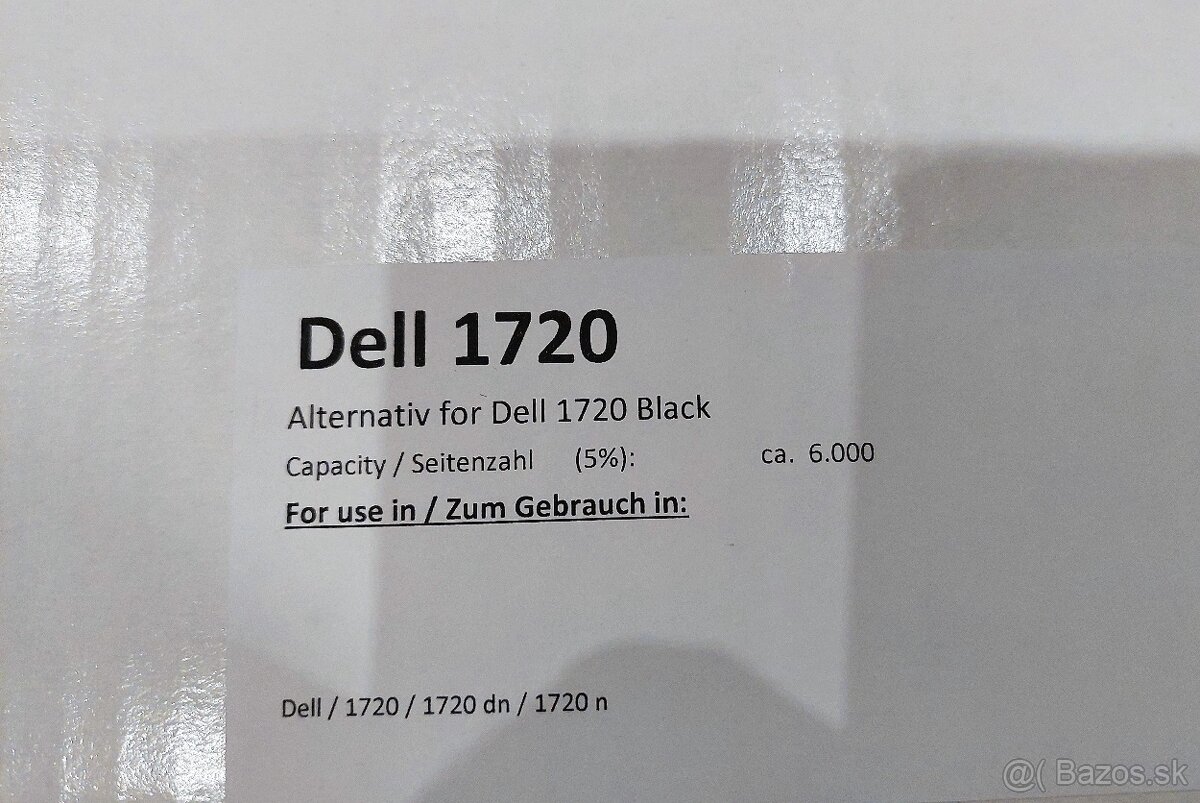 Dell 1720
Alternativ for Dell 1720 Black
Capacity / Seitenzahl (5%): ca. 6.000
For use in / Zum Gebrauch in:
Dell / 1720 / 1720 dn / 1720 n
@( Bazos.sk